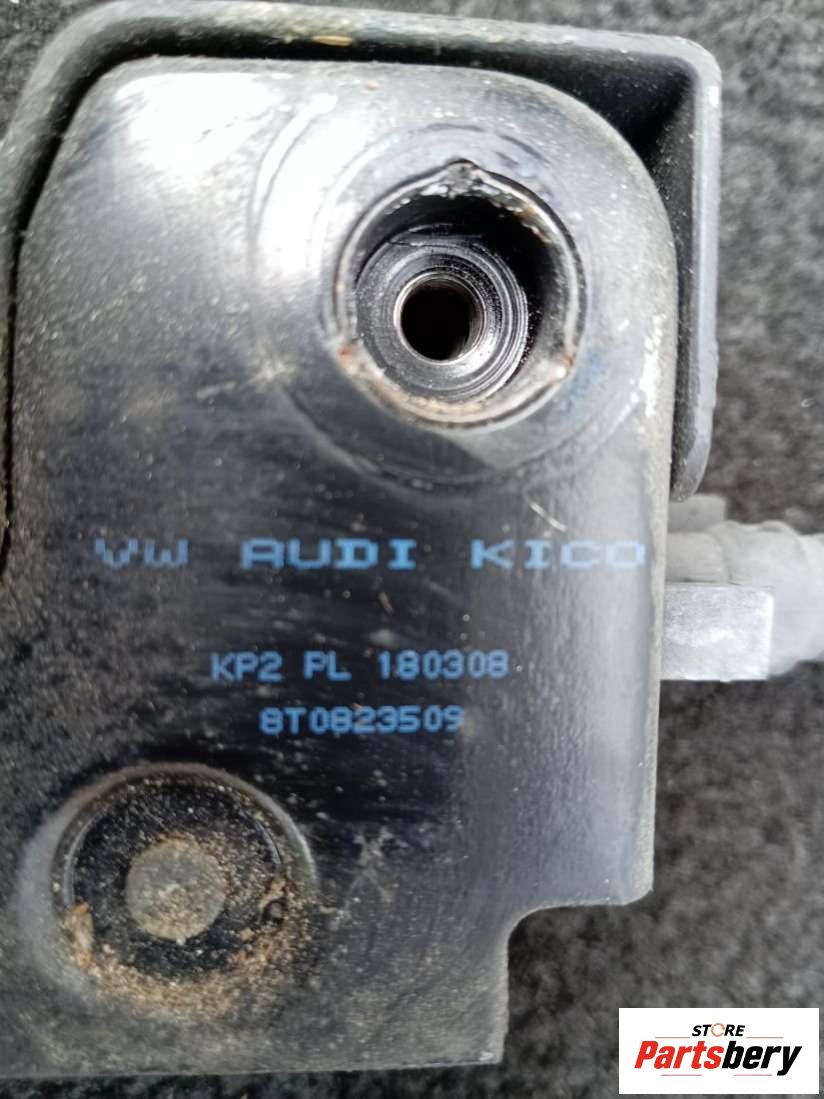 VW AUDI KICO
KP2 PL 180308
8T0823509
STORE
Partsbery